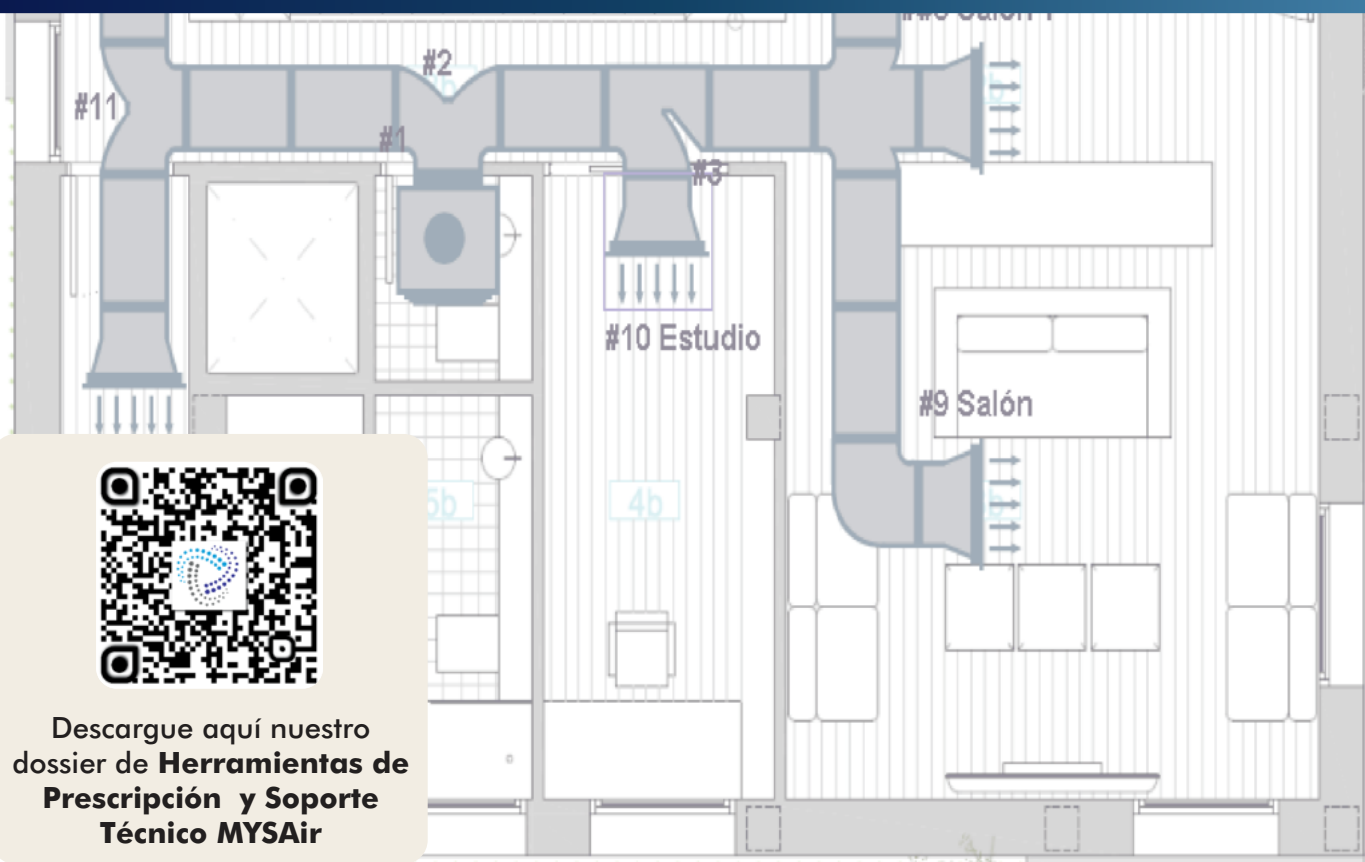 #2
#11
#1
#3
#10 Estudio
#9 Salón
5b
4b
Descargue aquí nuestro
dossier de Herramientas de
Prescripción y Soporte
Técnico MYSAir